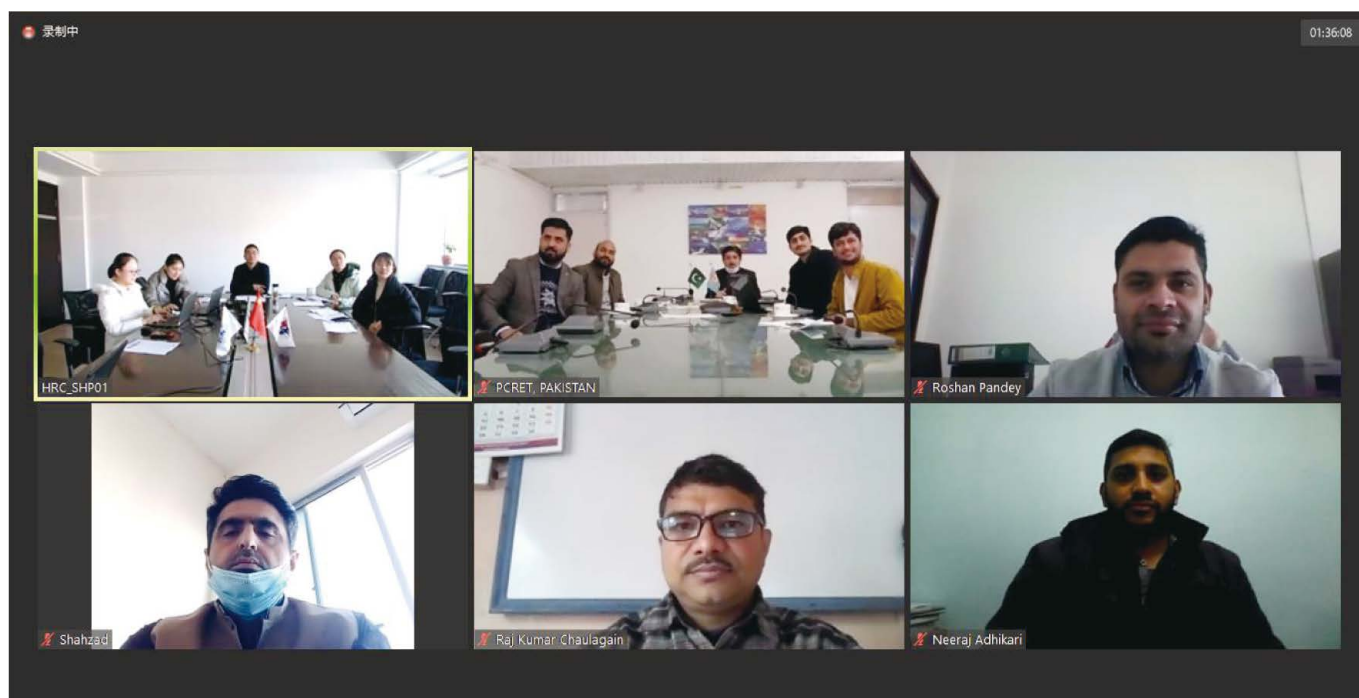 录制中
01:36:08
HRC_SHP01
PCRET, PAKISTAN
Roshan Pandey
Shahzad
Raj Kumar Chaulagain
Neeraj Adhikari